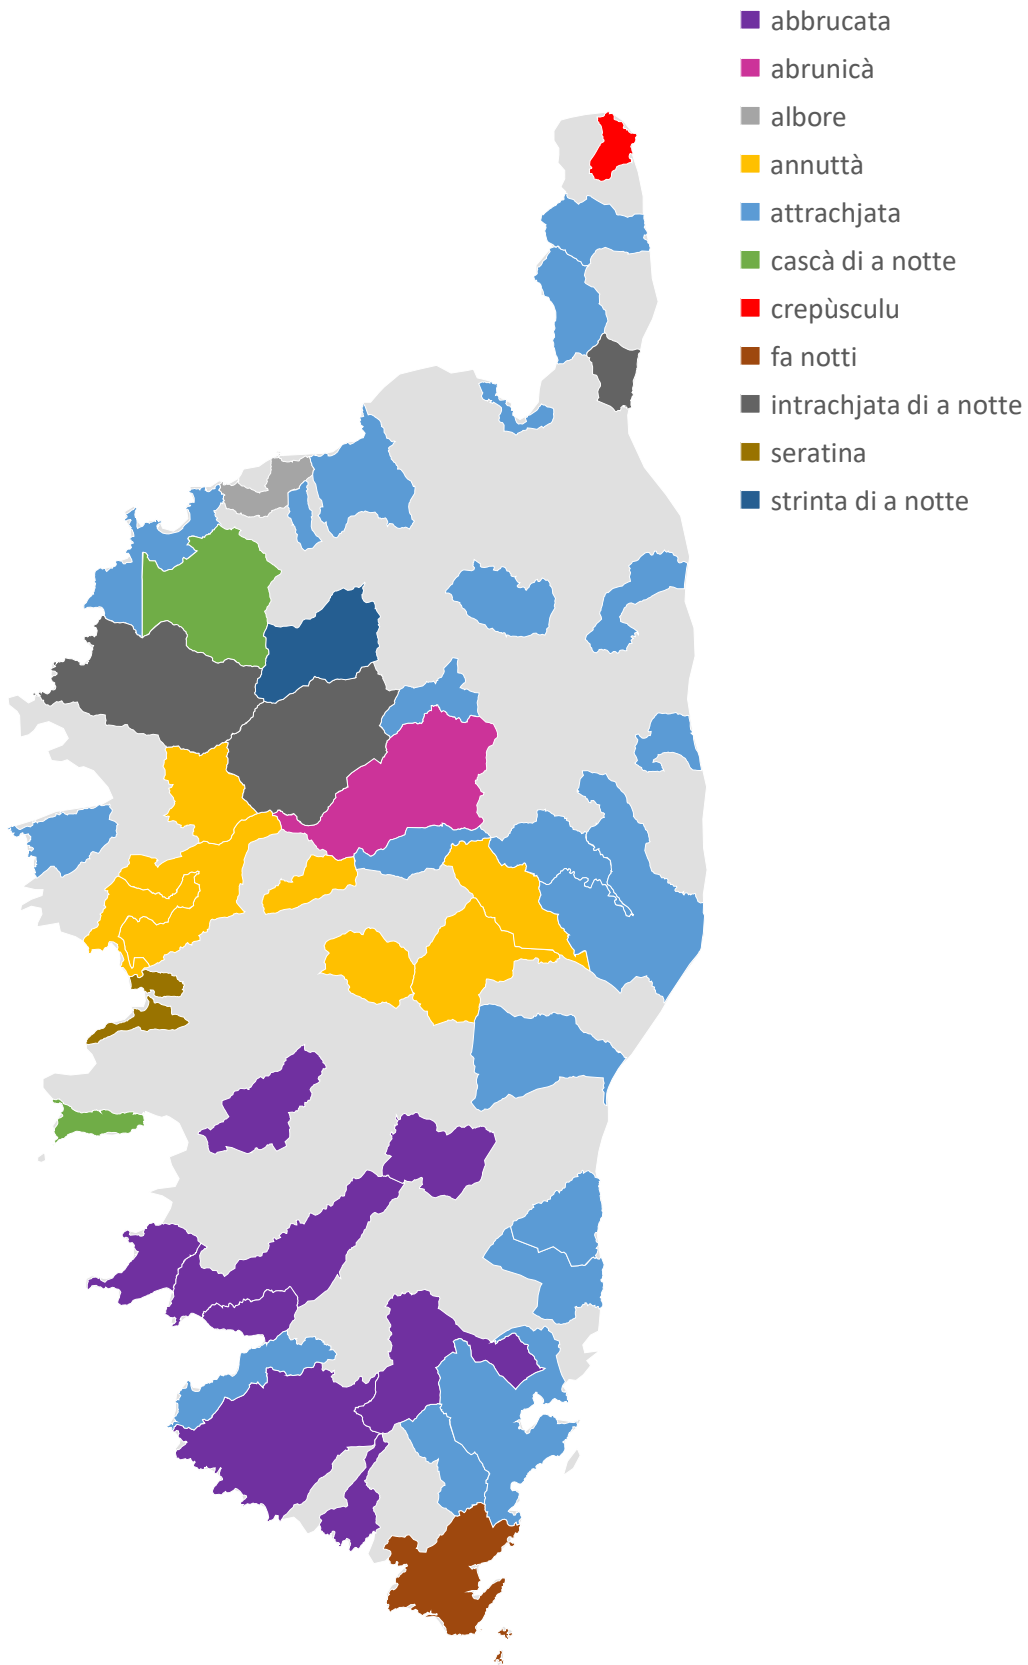 abbrucata
abrunicà
albore
annuttà
attrachjata
cascà di a notte
crepùsculu
fa notti
intrachjata di a notte
seratina
strinta di a notte